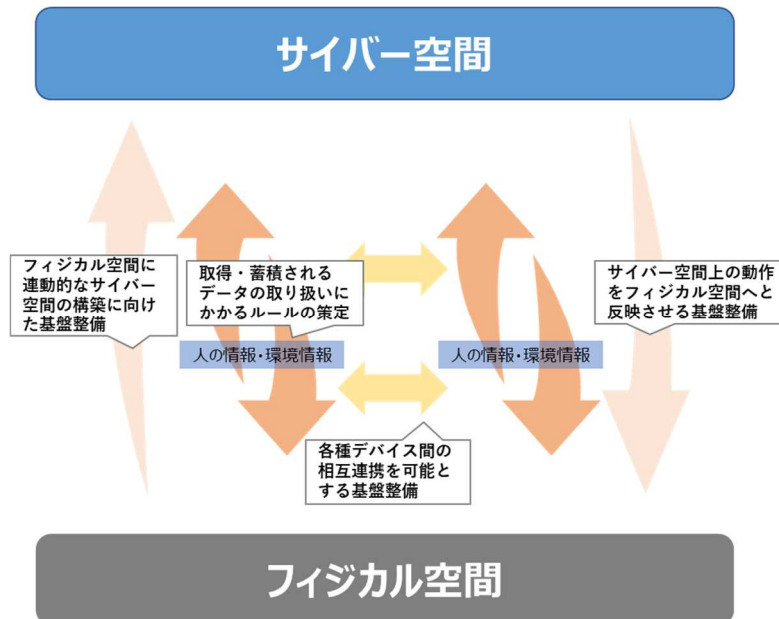 サイバー空間
フィジカル空間に
連動的なサイバー
空間の構築に向け
た基盤整備
取得・蓄積される
データの取り扱いに
かかるルールの策定
サイバー空間上の動作
をフィジカル空間へと
反映させる基盤整備
人の情報・環境情報
人の情報・環境情報
各種デバイス間の
相互連携を可能と
する基盤整備
フィジカル空間